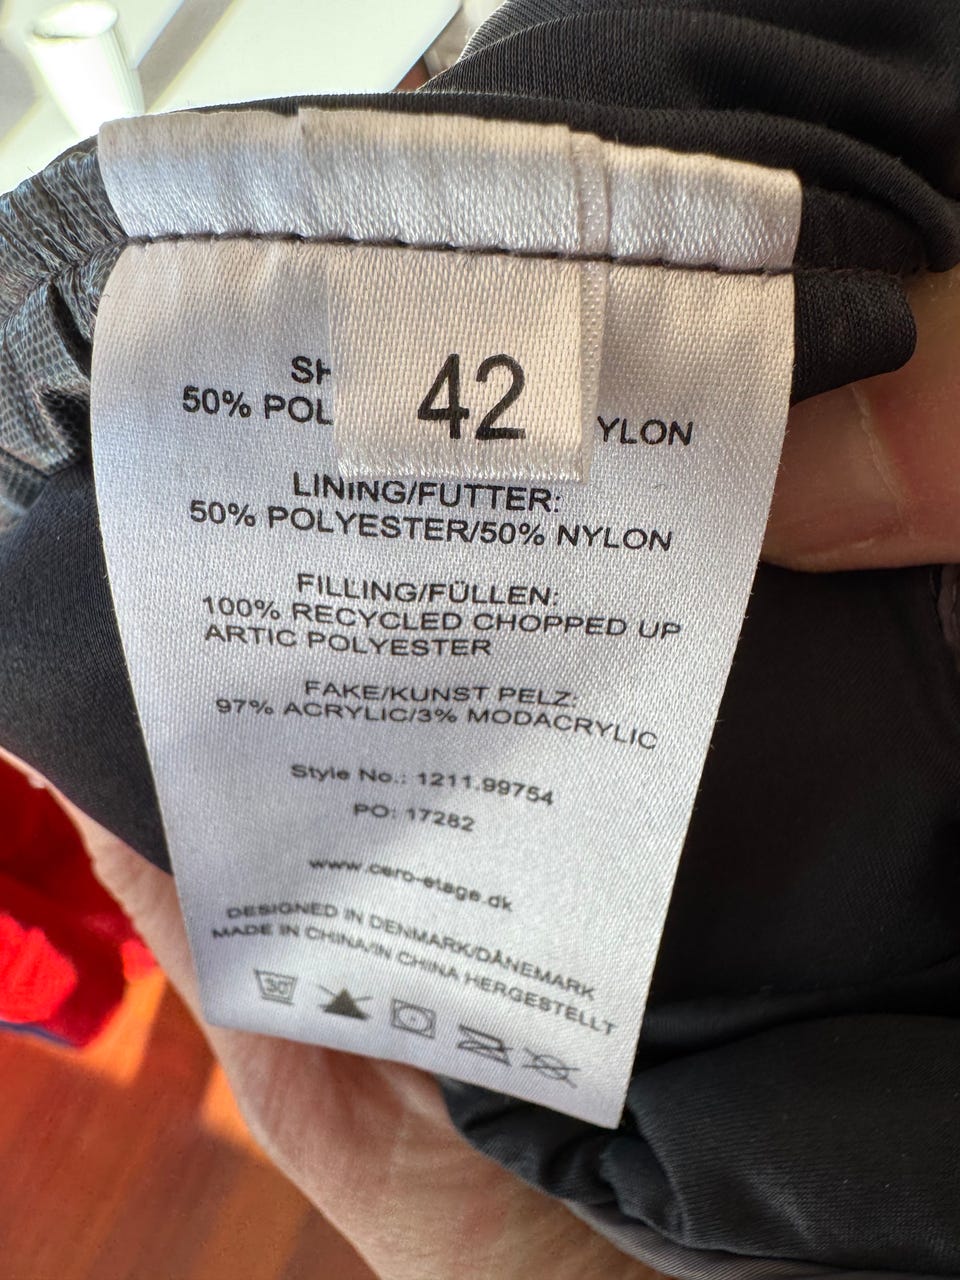 42
50% POL YLON
LINING/FUTTER:
50% POLYESTER/50% NYLON
FILLING/FÜLLEN:
100% RECYCLED CHOPPED UP
ARTIC POLYESTER
FAKE/KUNST PELZ:
97% ACRYLIC/3% MODACRYLIC
Style No.: 1211.99754
PO: 17282
www.cero-etage.dk
DESIGNED IN DENMARK/DÄNEMARK
MADE IN CHINA/IN CHINA HERGESTELLT
30°